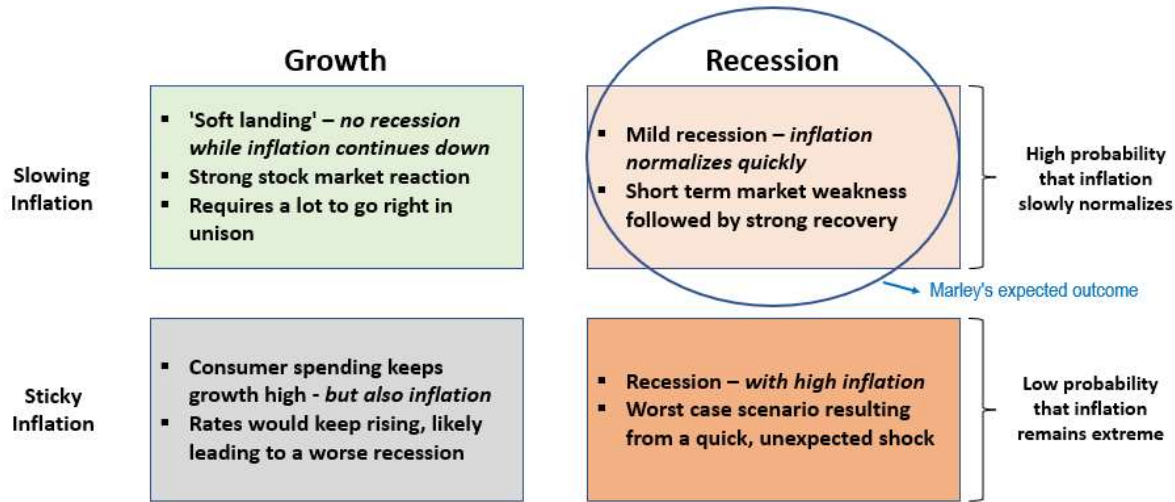 Growth
Recession
Slowing
Inflation
▪ 'Soft landing' – no recession
while inflation continues down
▪ Strong stock market reaction
▪ Requires a lot to go right in
unison
▪ Mild recession – inflation
normalizes quickly
▪ Short term market weakness
followed by strong recovery
High probability
that inflation
slowly normalizes
Marley's expected outcome
Sticky
Inflation
▪ Consumer spending keeps
growth high - but also inflation
▪ Rates would keep rising, likely
leading to a worse recession
▪ Recession – with high inflation
▪ Worst case scenario resulting
from a quick, unexpected shock
Low probability
that inflation
remains extreme